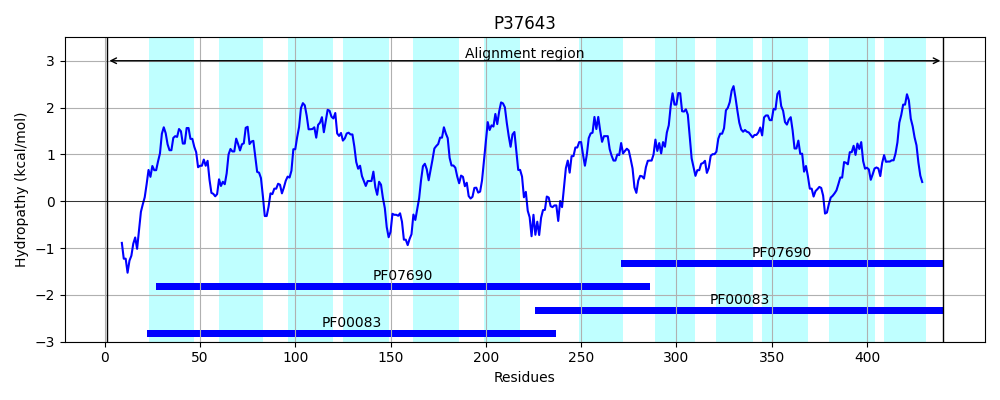 P37643
Alignment region
Hydropathy (kcal/mol)
3
2
1
0
−1
−2
−3
PF07690
PF07690
PF00083
PF00083
0 50 100 150 200 250 300 350 400
Residues